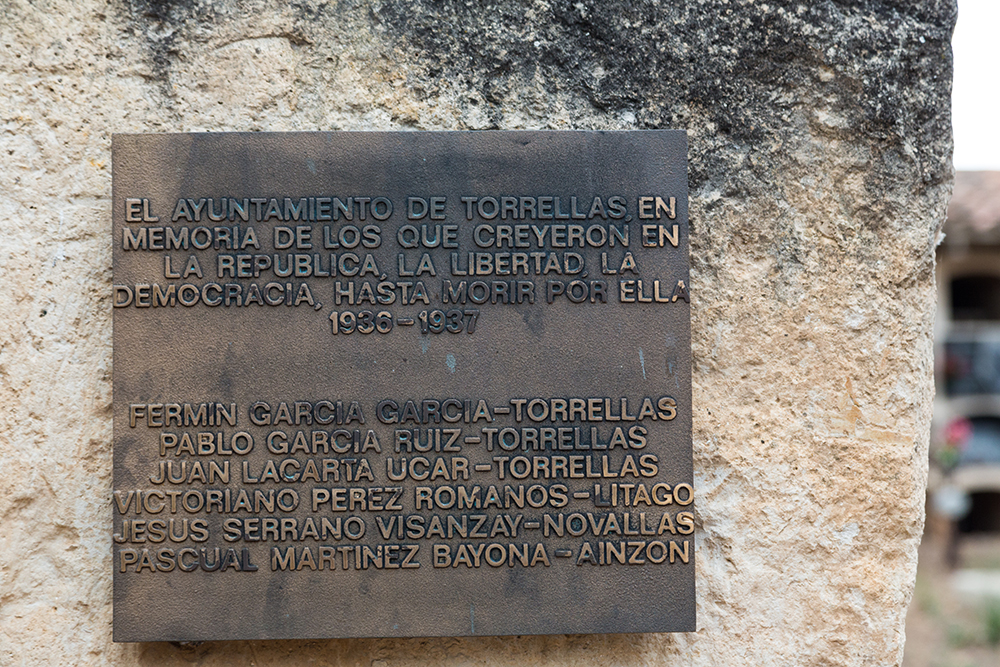 EL AYUNTAMIENTO DE TORRELLAS, EN
MEMORIA DE LOS QUE CREYERON EN
LA REPUBLICA, LA LIBERTAD, LA
DEMOCRACIA, HASTA MORIR POR ELLA
1936-1937
FERMIN GARCIA GARCIA-TORRELLAS
PABLO GARCIA RUIZ-TORRELLAS
JUAN LACARTA UCAR-TORRELLAS
VICTORIANO PEREZ ROMANOS-LITAGO
JESUS SERRANO VISANZAY-NOVALLAS
PASCUAL MARTINEZ BAYONA-AINZON